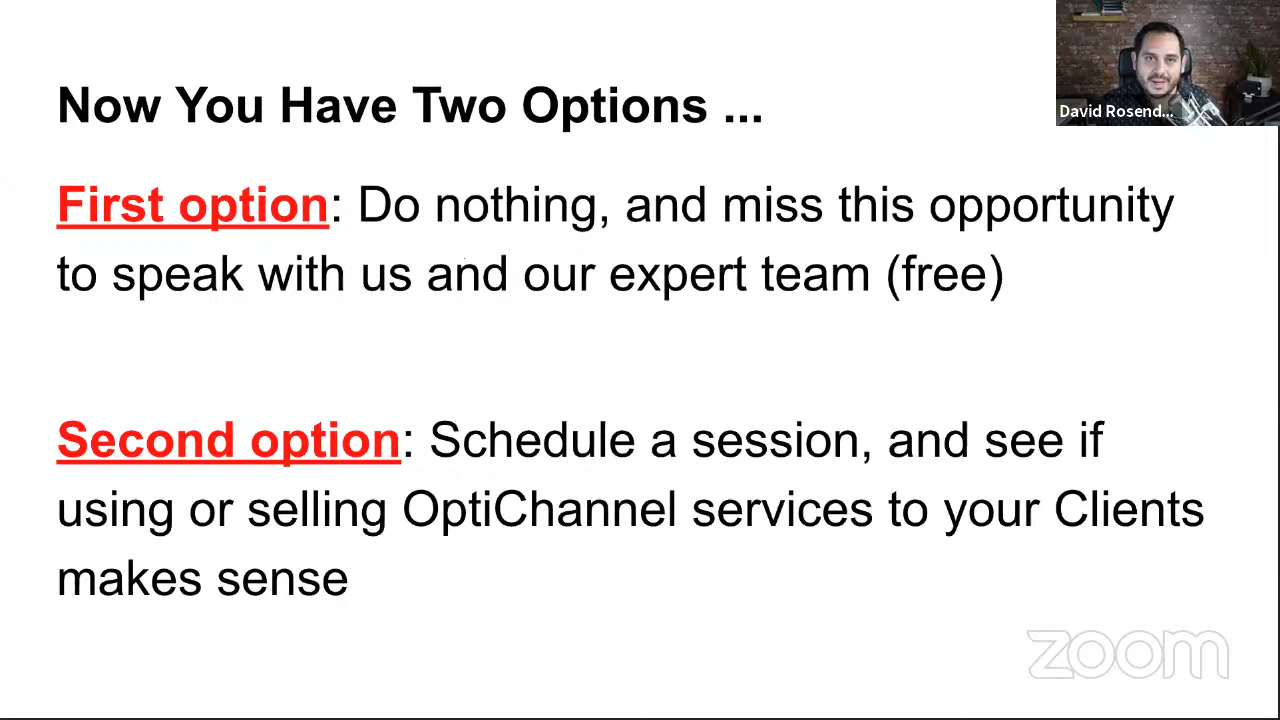 Now You Have Two Options ...
David Rosend...
First option: Do nothing, and miss this opportunity
to speak with us and our expert team (free)
Second option: Schedule a session, and see if
using or selling OptiChannel services to your Clients
makes sense
zoom